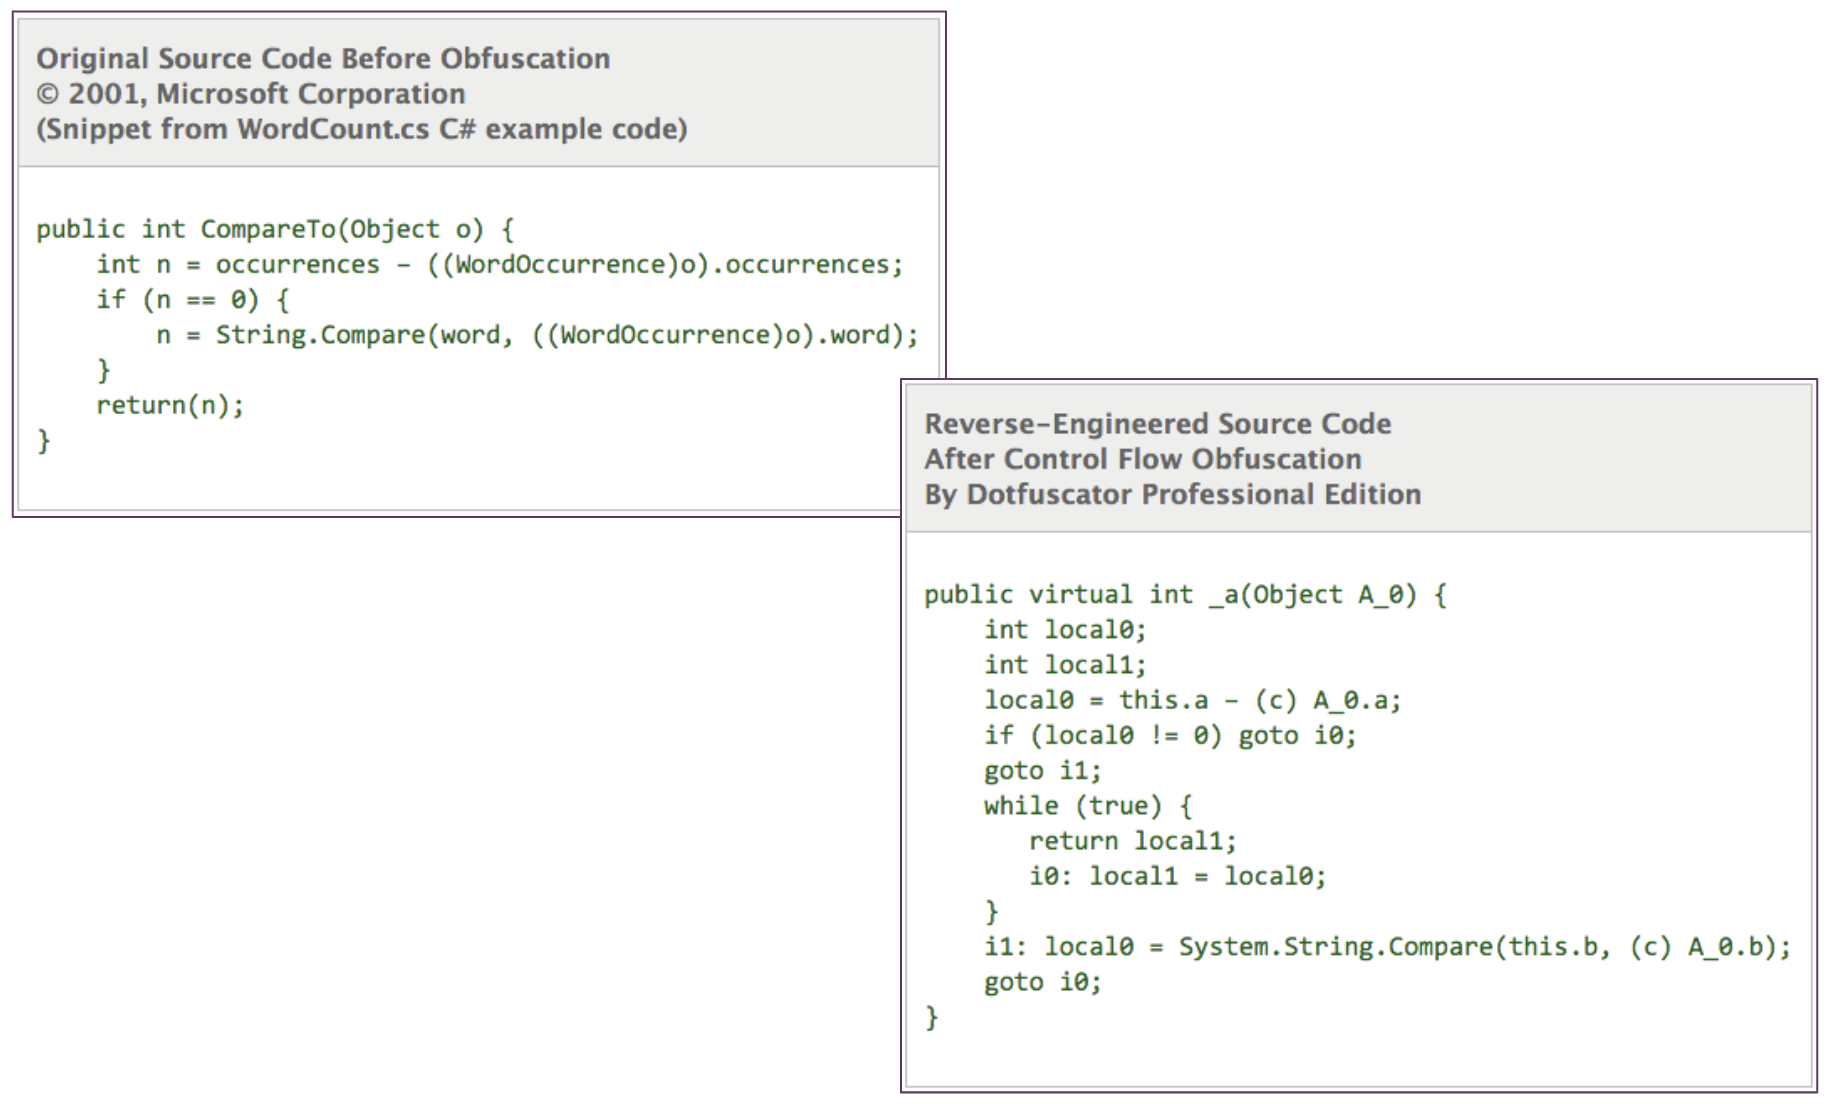 Original Source Code Before Obfuscation
© 2001, Microsoft Corporation
(Snippet from WordCount.cs C# example code)
public int CompareTo(Object o) {
    int n = occurrences – ((WordOccurrence)o).occurrences;
    if (n == 0) {
        n = String.Compare(word, ((WordOccurrence)o).word);
    }
    return(n);
}
Reverse–Engineered Source Code
After Control Flow Obfuscation
By Dotfuscator Professional Edition
public virtual int _a(Object A_0) {
    int local0;
    int local1;
    local0 = this.a – (c) A_0.a;
    if (local0 != 0) goto i0;
    goto i1;
    while (true) {
       return local1;
       i0: local1 = local0;
    }
    i1: local0 = System.String.Compare(this.b, (c) A_0.b);
    goto i0;
}